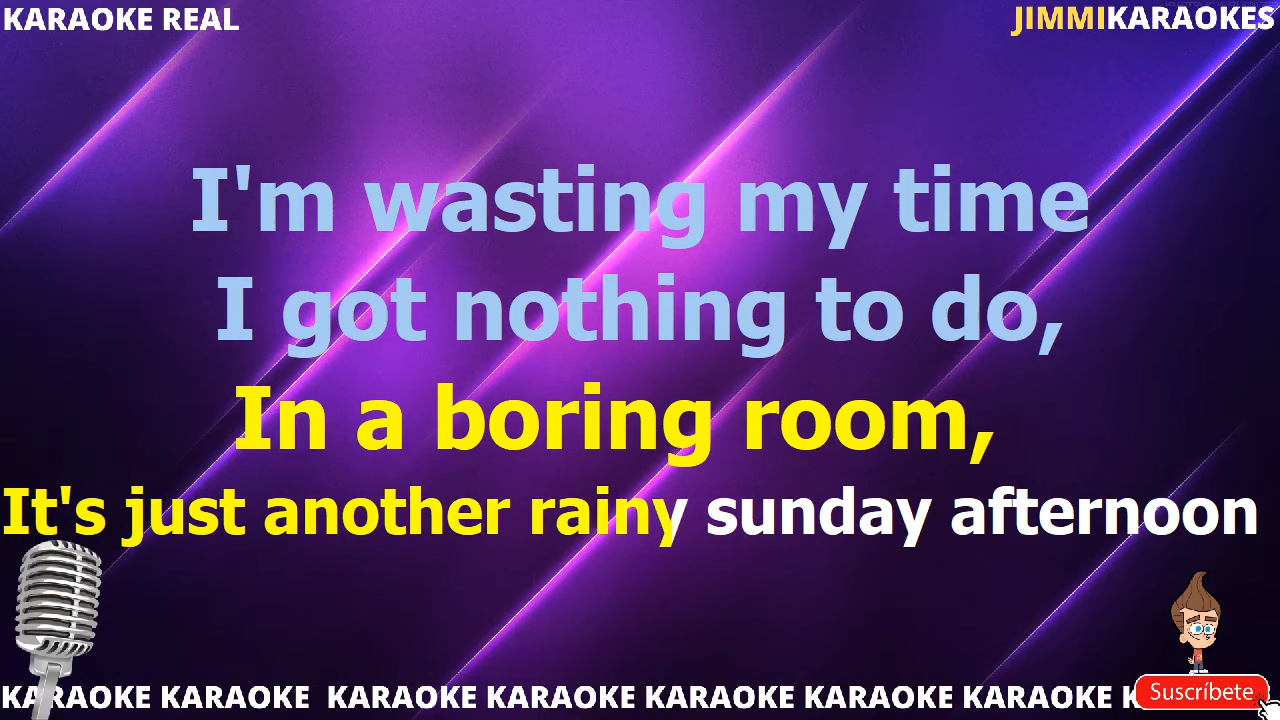 KARAOKE REAL
JIMMIKARAOKES
I'm wasting my time
I got nothing to do,
In a boring room,
It's just another rainy sunday afternoon
KARAOKE KARAOKE KARAOKE KARAOKE KARAOKE KARAOKE KARAOKE K
Suscríbete